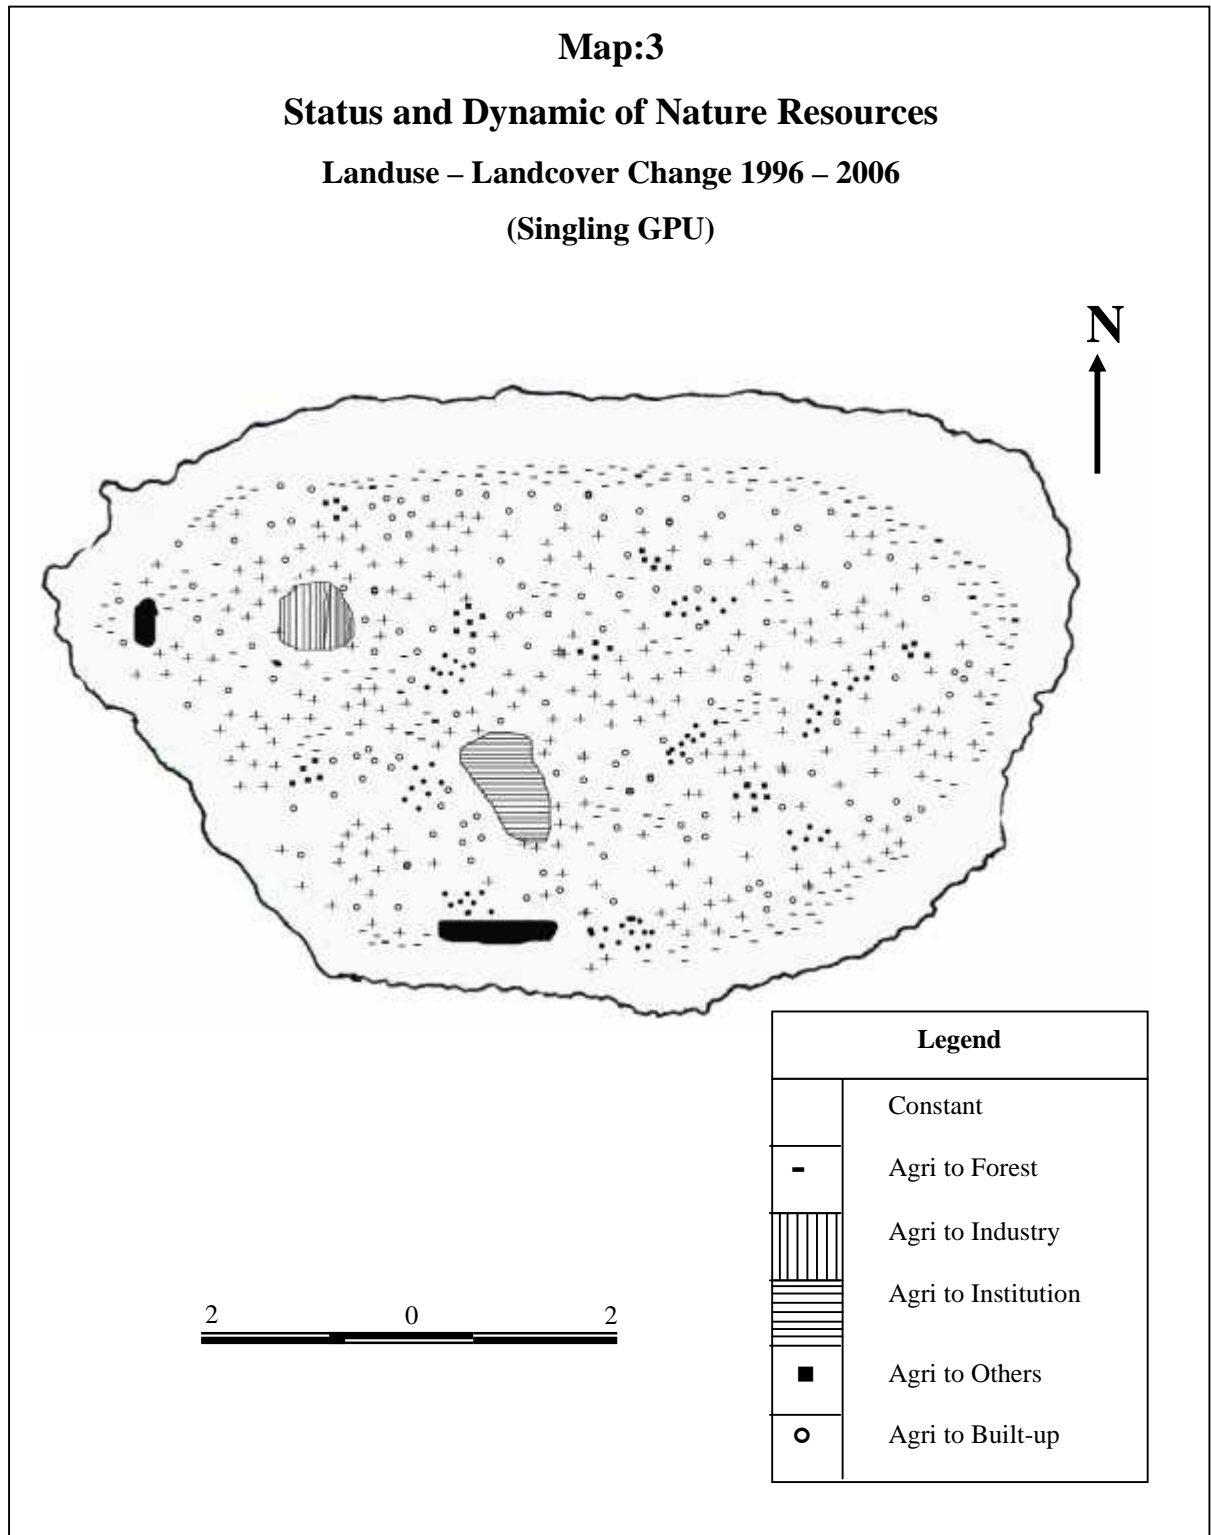 Map:3
Status and Dynamic of Nature Resources
Landuse – Landcover Change 1996 – 2006
(Singling GPU)
N
Legend
Constant
Agri to Forest
Agri to Industry
Agri to Institution
Agri to Others
Agri to Built-up
2 0 2